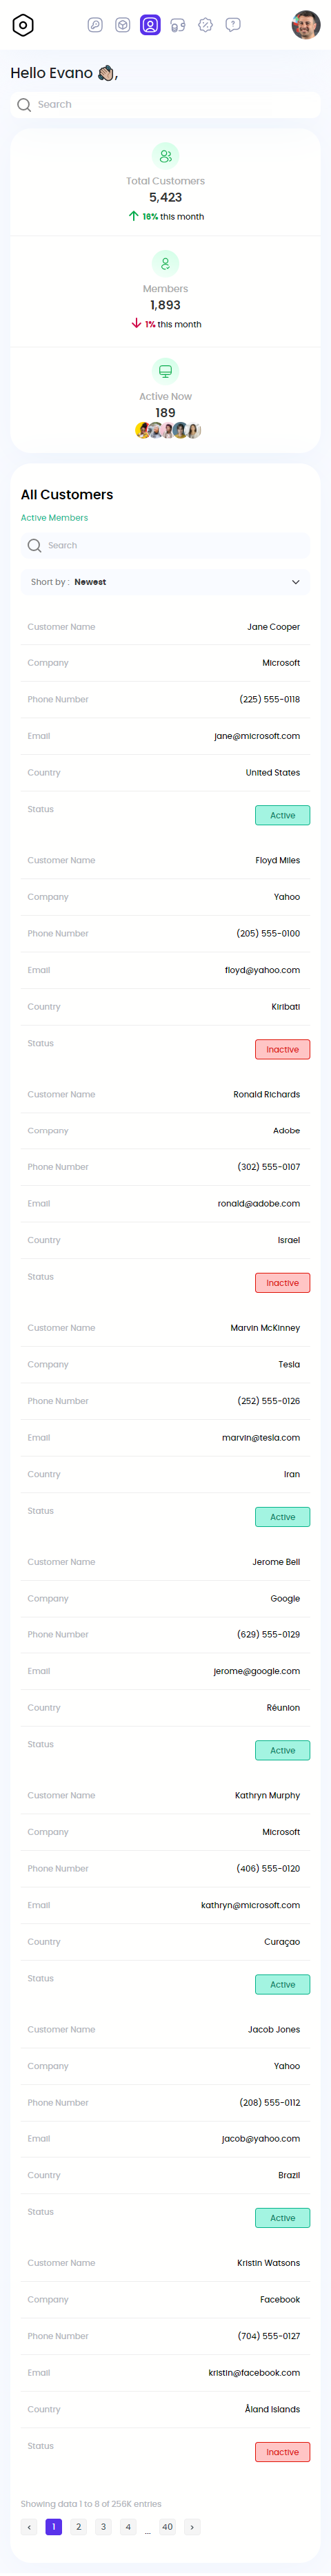 Hello Evano 👋🏻,
Search
Total Customers
5,423
16% this month
Members
1,893
1% this month
Active Now
189
All Customers
Active Members
Search
Short by : Newest
Customer Name Jane Cooper
Company Microsoft
Phone Number (225) 555-0118
Email jane@microsoft.com
Country United States
Status Active
Customer Name Floyd Miles
Company Yahoo
Phone Number (205) 555-0100
Email floyd@yahoo.com
Country Kiribati
Status Inactive
Customer Name Ronald Richards
Company Adobe
Phone Number (302) 555-0107
Email ronald@adobe.com
Country Israel
Status Inactive
Customer Name Marvin McKinney
Company Tesla
Phone Number (252) 555-0126
Email marvin@tesla.com
Country Iran
Status Active
Customer Name Jerome Bell
Company Google
Phone Number (629) 555-0129
Email jerome@google.com
Country Réunion
Status Active
Customer Name Kathryn Murphy
Company Microsoft
Phone Number (406) 555-0120
Email kathryn@microsoft.com
Country Curaçao
Status Active
Customer Name Jacob Jones
Company Yahoo
Phone Number (208) 555-0112
Email jacob@yahoo.com
Country Brazil
Status Active
Customer Name Kristin Watsons
Company Facebook
Phone Number (704) 555-0127
Email kristin@facebook.com
Country Åland Islands
Status Inactive
Showing data 1 to 8 of 256K entries
‹ 1 2 3 4 ... 40 ›